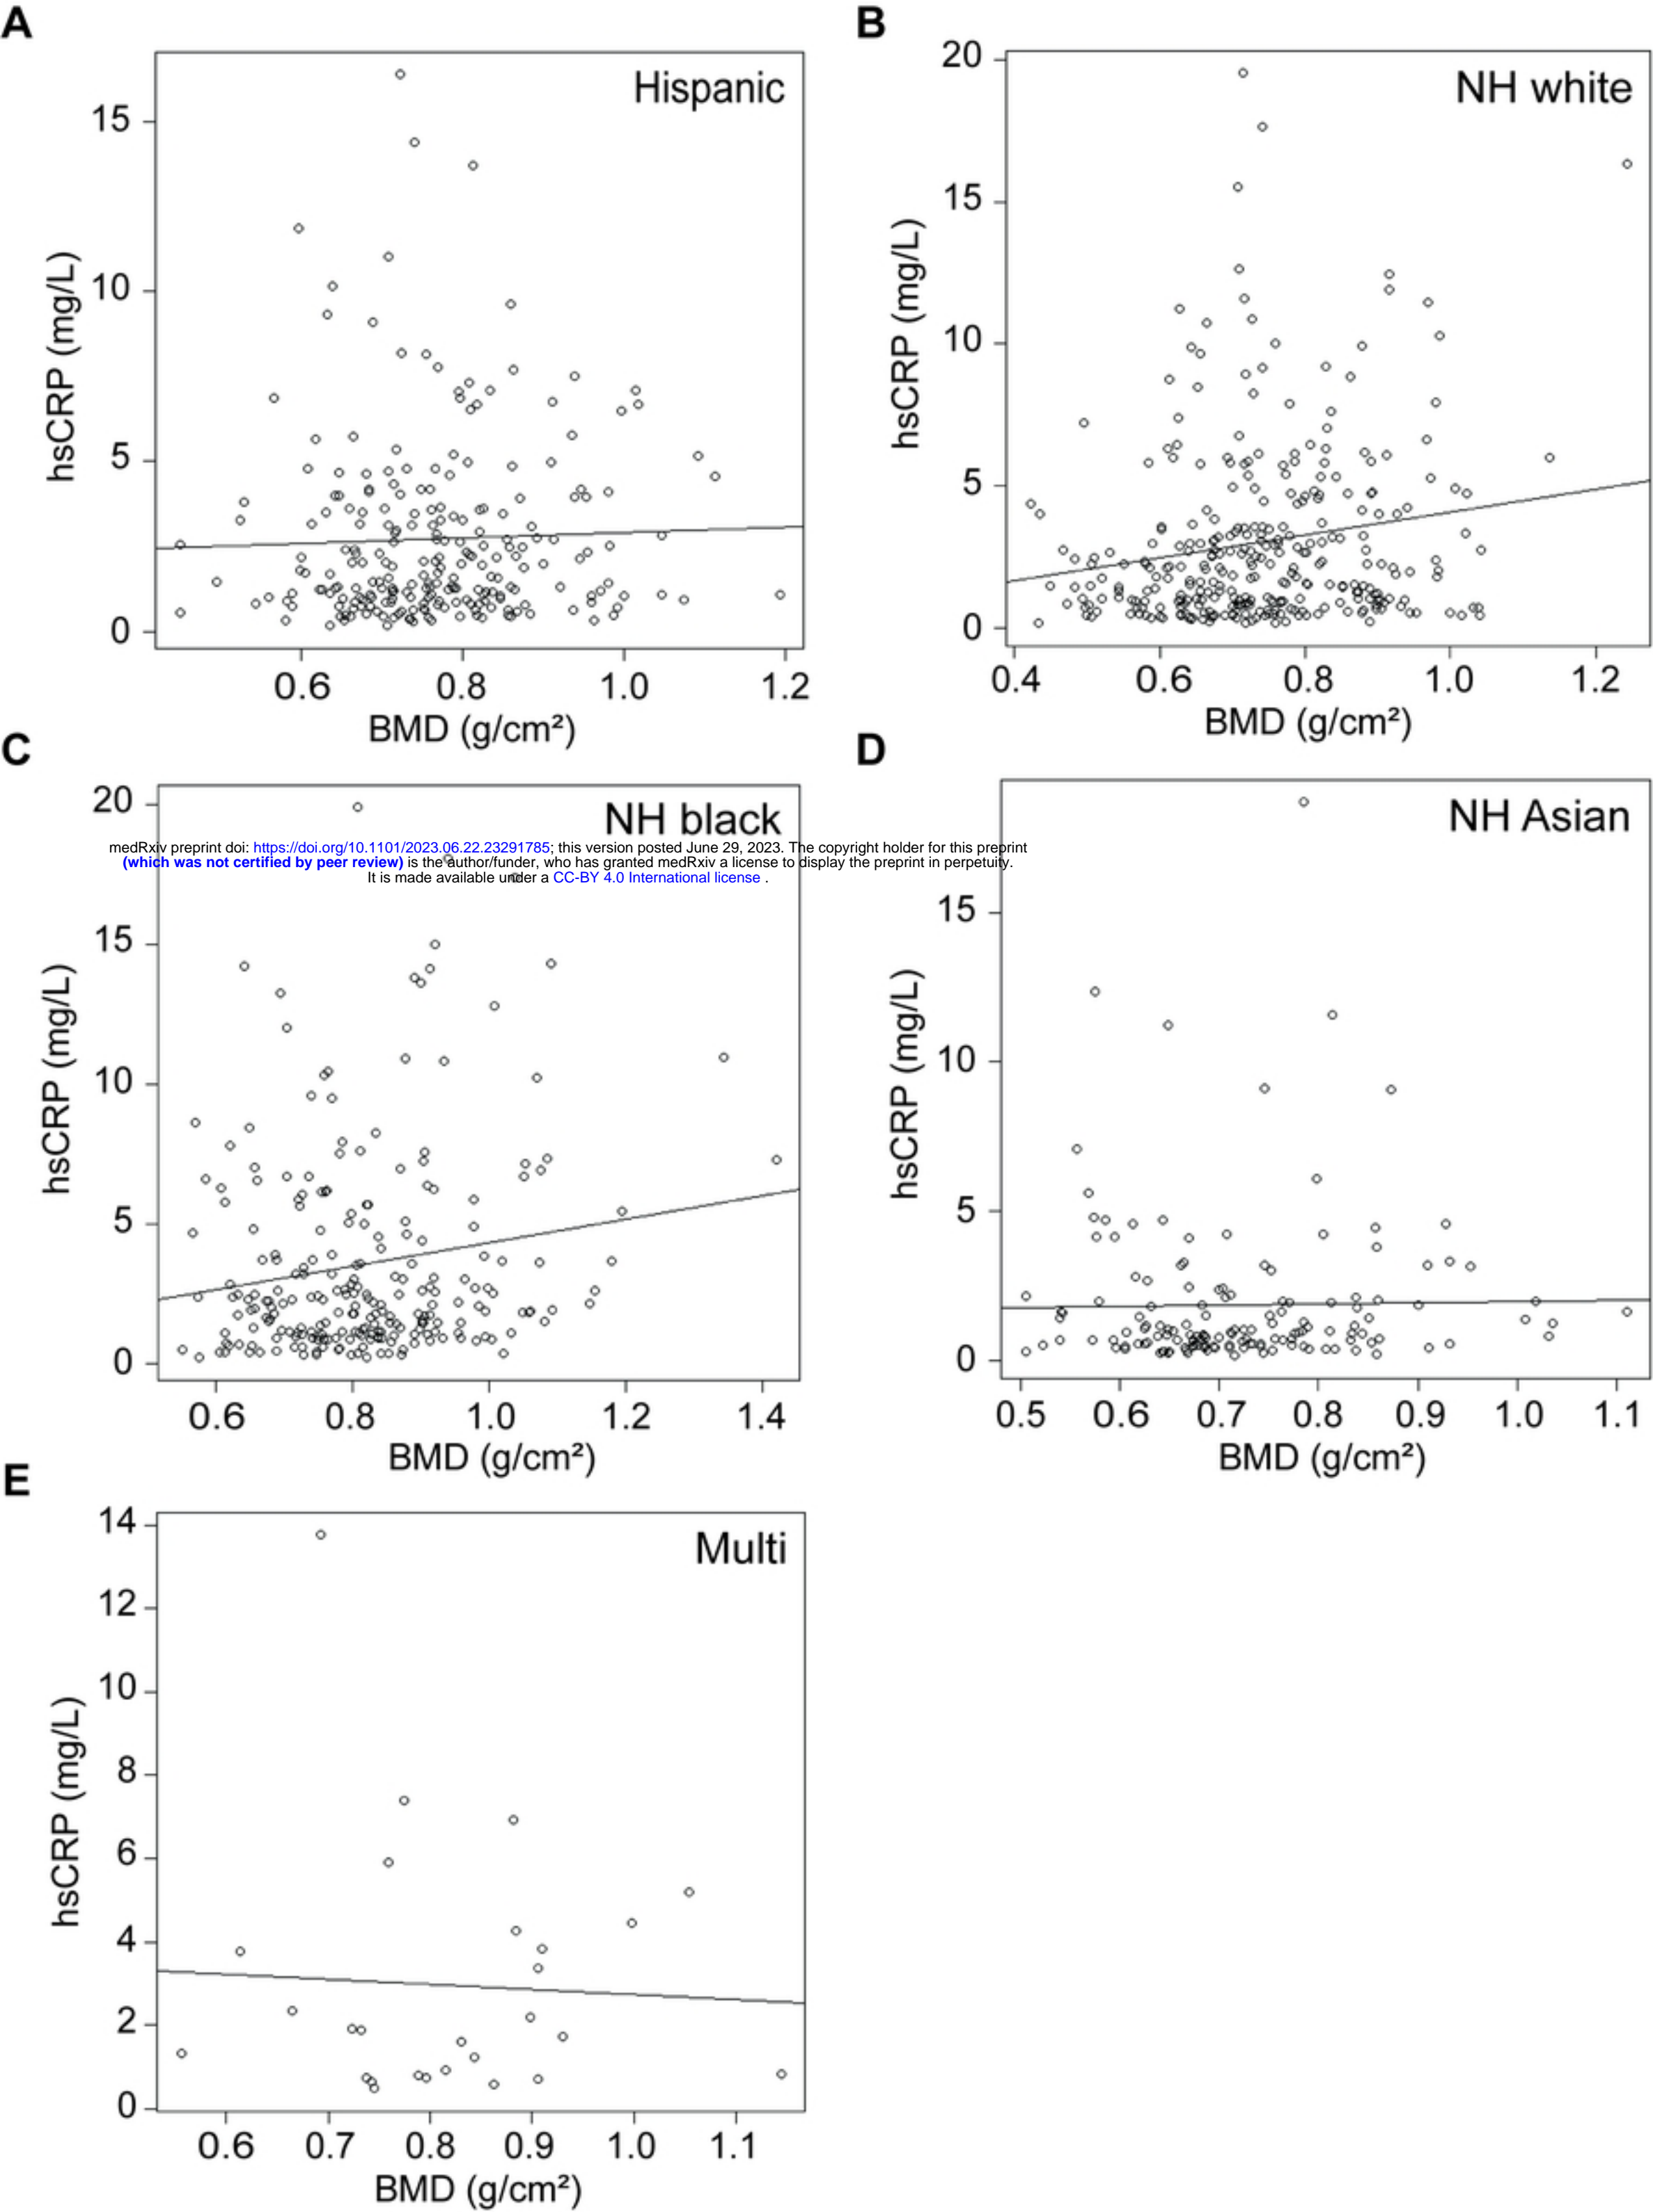 A
Hispanic
15
10
5
0
hsCRP (mg/L)
0.6 0.8 1.0 1.2
BMD (g/cm²)
B
NH white
20
15
10
5
0
hsCRP (mg/L)
0.4 0.6 0.8 1.0 1.2
BMD (g/cm²)
C
NH black
20
15
10
5
0
hsCRP (mg/L)
0.6 0.8 1.0 1.2 1.4
BMD (g/cm²)
medRxiv preprint doi: https://doi.org/10.1101/2023.06.22.23291785; this version posted June 29, 2023. The copyright holder for this preprint
(which was not certified by peer review) is the author/funder, who has granted medRxiv a license to display the preprint in perpetuity.
It is made available under a CC-BY 4.0 International license .
D
NH Asian
15
10
5
0
hsCRP (mg/L)
0.5 0.6 0.7 0.8 0.9 1.0 1.1
BMD (g/cm²)
E
Multi
14
12
10
8
6
4
2
0
hsCRP (mg/L)
0.6 0.7 0.8 0.9 1.0 1.1
BMD (g/cm²)